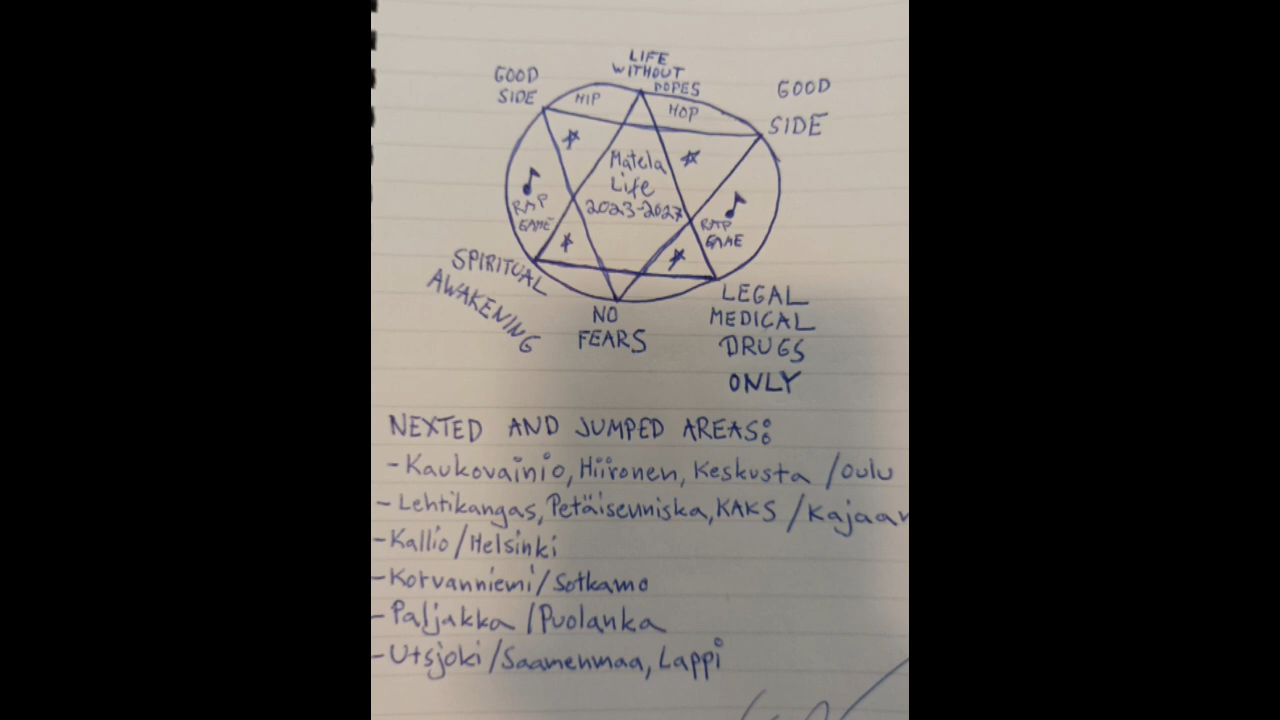 LIFE
WITHOUT
DOPES
GOOD
SIDE
GOOD
SIDE
HIP
HOP
Matela
Life
2023-2027
RAP
GAME
RAP
GAME
SPIRITUAL
AWAKENING
NO
FEARS
LEGAL
MEDICAL
DRUGS
ONLY
NEXTED AND JUMPED AREAS:
-Kaukovainio, Hiironen, Keskusta /Oulu
-Lehtikangas, Petäisenniska, KAKS /Kajaan
-Kallio/Helsinki
-Korvanniemi/Sotkamo
-Paljakka/Puolanka
-Utsjoki/Saamenmaa, Lappi